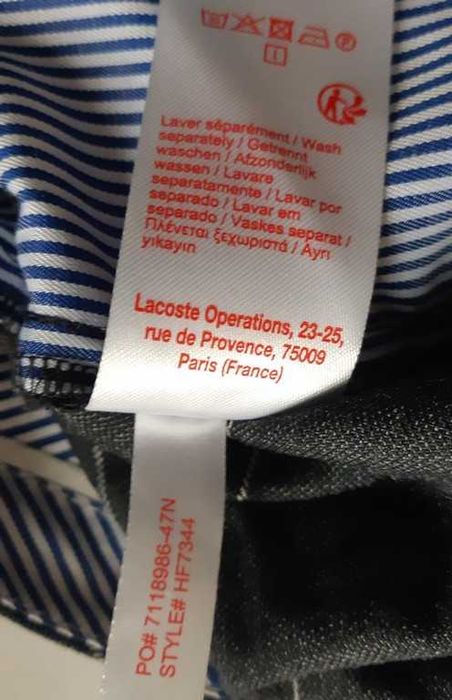 Laver séparément / Wash
separately / Getrennt
waschen / Afzonderlijk
wassen / Lavare
separatamente / Lavar por
separado / Lavar em
separado / Vaskes separat /
Πλένεται ξεχωριστά / Ayrı
yıkayın
Lacoste Operations, 23-25,
rue de Provence, 75009
Paris (France)
PO# 7118986-47N
STYLE# HF7344